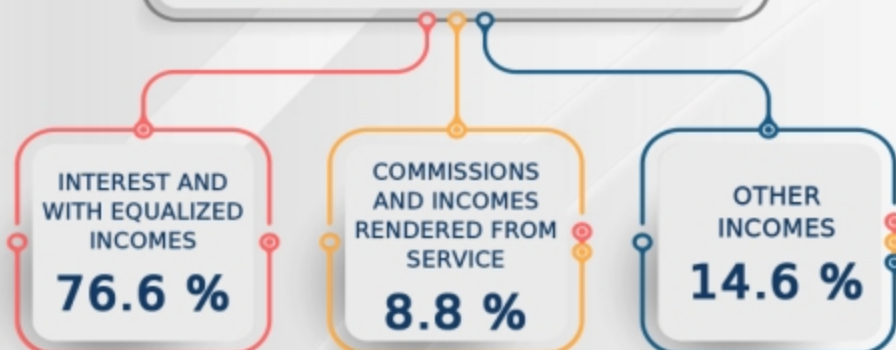 INTEREST AND
WITH EQUALIZED
INCOMES
76.6 %
COMMISSIONS
AND INCOMES
RENDERED FROM
SERVICE
8.8 %
OTHER
INCOMES
14.6 %